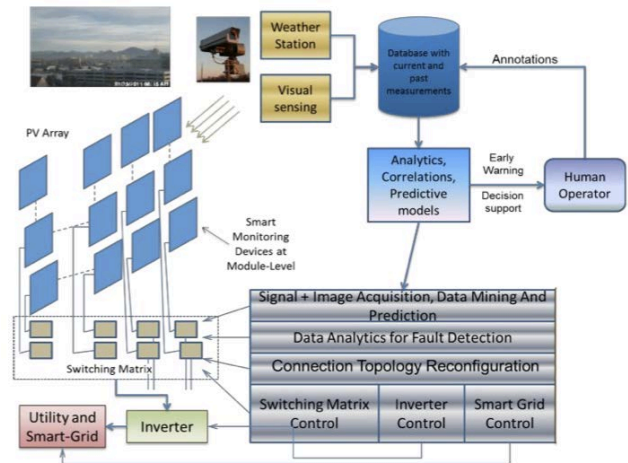 Weather
Station
Visual
sensing
Database with
current and
past
measurements
Annotations
PV Array
Analytics,
Correlations,
Predictive
models
Early
Warning
Decision
support
Human
Operator
Smart
Monitoring
Devices at
Module-Level
Signal + Image Acquisition, Data Mining And
Prediction
Data Analytics for Fault Detection
Connection Topology Reconfiguration
Switching Matrix
Control
Inverter
Control
Smart Grid
Control
Switching Matrix
Utility and
Smart-Grid
Inverter